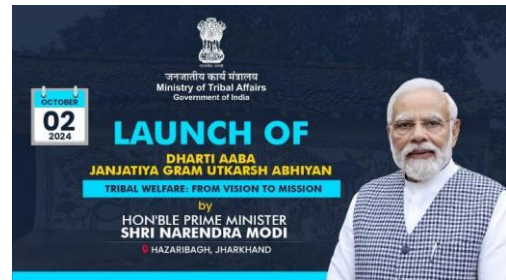 जनजातीय कार्य मंत्रालय
Ministry of Tribal Affairs
Government of India
OCTOBER
02
2024
LAUNCH OF
DHARTI AABA
JANJATIYA GRAM UTKARSH ABHIYAN
TRIBAL WELFARE: FROM VISION TO MISSION
by
HON'BLE PRIME MINISTER
SHRI NARENDRA MODI
HAZARIBAGH, JHARKHAND